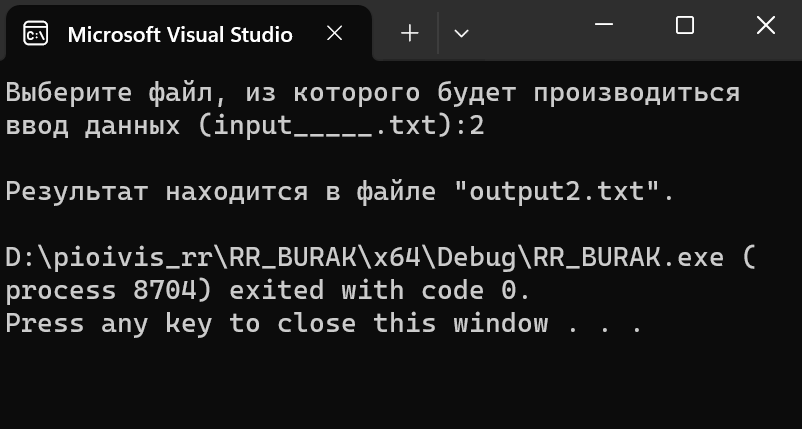 Microsoft Visual Studio
Выберите файл, из которого будет производиться
ввод данных (input_____.txt):2
Результат находится в файле "output2.txt".
D:\pioivis_rr\RR_BURAK\x64\Debug\RR_BURAK.exe (
process 8704) exited with code 0.
Press any key to close this window . . .